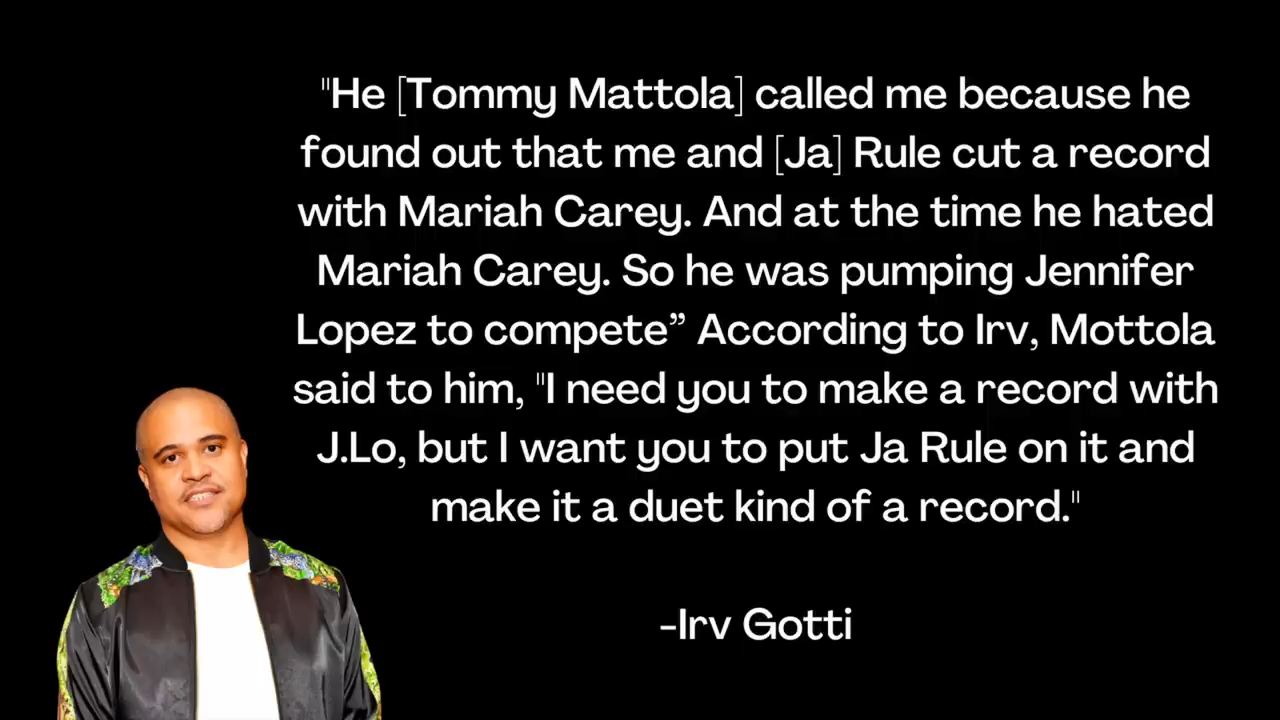 "He [Tommy Mattola] called me because he
found out that me and [Ja] Rule cut a record
with Mariah Carey. And at the time he hated
Mariah Carey. So he was pumping Jennifer
Lopez to compete” According to Irv, Mottola
said to him, "I need you to make a record with
J.Lo, but I want you to put Ja Rule on it and
make it a duet kind of a record."
-Irv Gotti